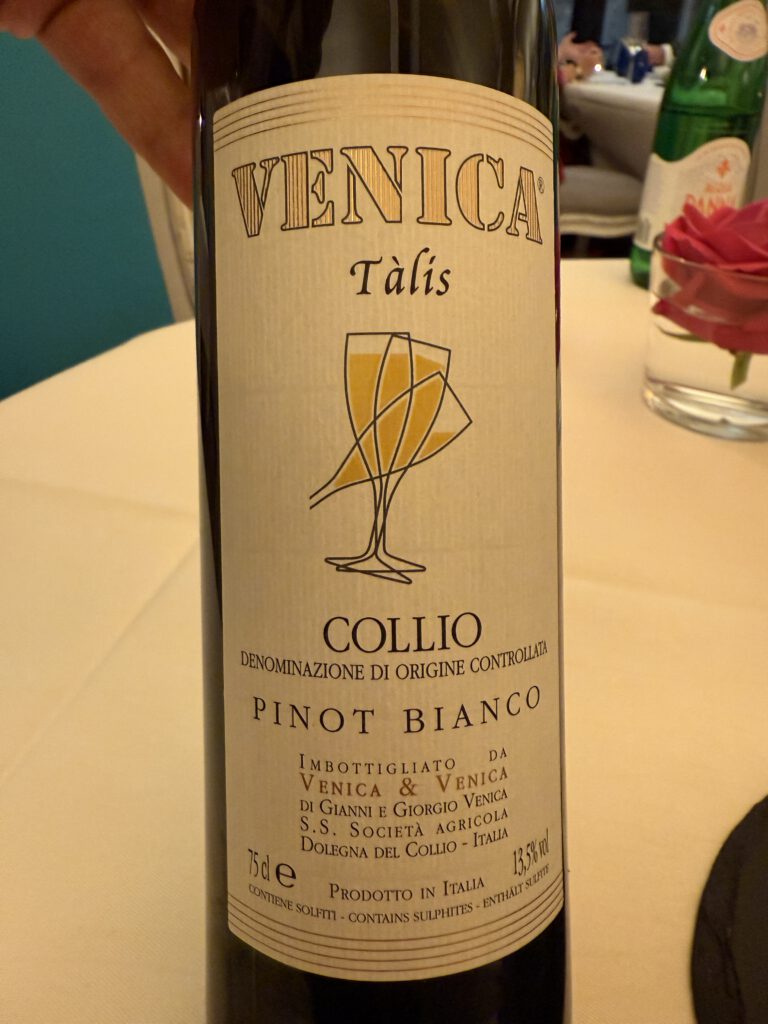 VENICA®
Tàlis
COLLIO
DENOMINAZIONE DI ORIGINE CONTROLLATA
PINOT BIANCO
IMBOTTIGLIATO DA
VENICA & VENICA
DI GIANNI E GIORGIO VENICA
S.S. SOCIETÀ AGRICOLA
DOLEGNA DEL COLLIO - ITALIA
75 cl e
13,5% vol
PRODOTTO IN ITALIA
CONTIENE SOLFITI - CONTAINS SULPHITES - ENTHÄLT SULFITE